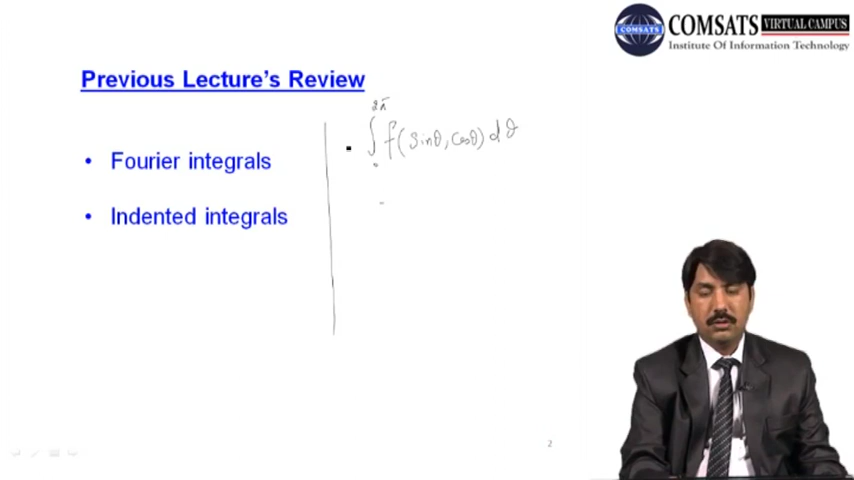 COMSATS
COMSATS VIRTUAL CAMPUS
Institute Of Information Technology
Previous Lecture's Review
• Fourier integrals
• Indented integrals
∫₀^2π f(sinθ, cosθ) dθ
2